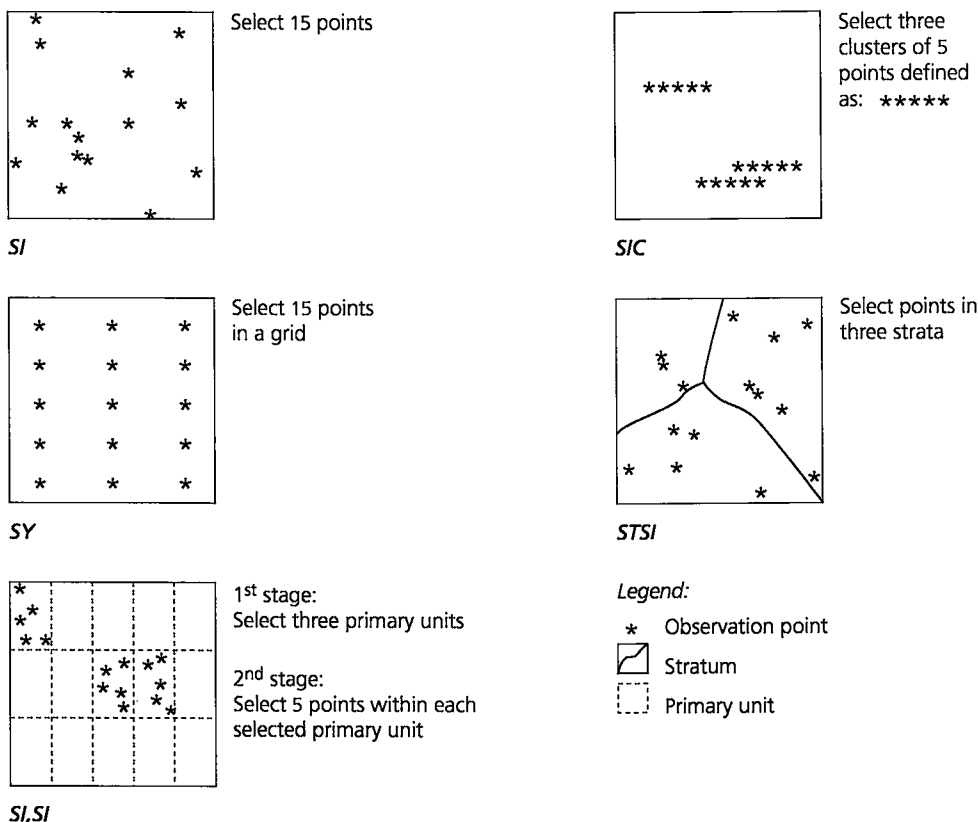 Select 15 points
SI
Select three
clusters of 5
points defined
as: *****
SIC
Select 15 points
in a grid
SY
Select points in
three strata
STSI
1st stage:
Select three primary units
2nd stage:
Select 5 points within each
selected primary unit
SI,SI
Legend:
* Observation point
Stratum
Primary unit